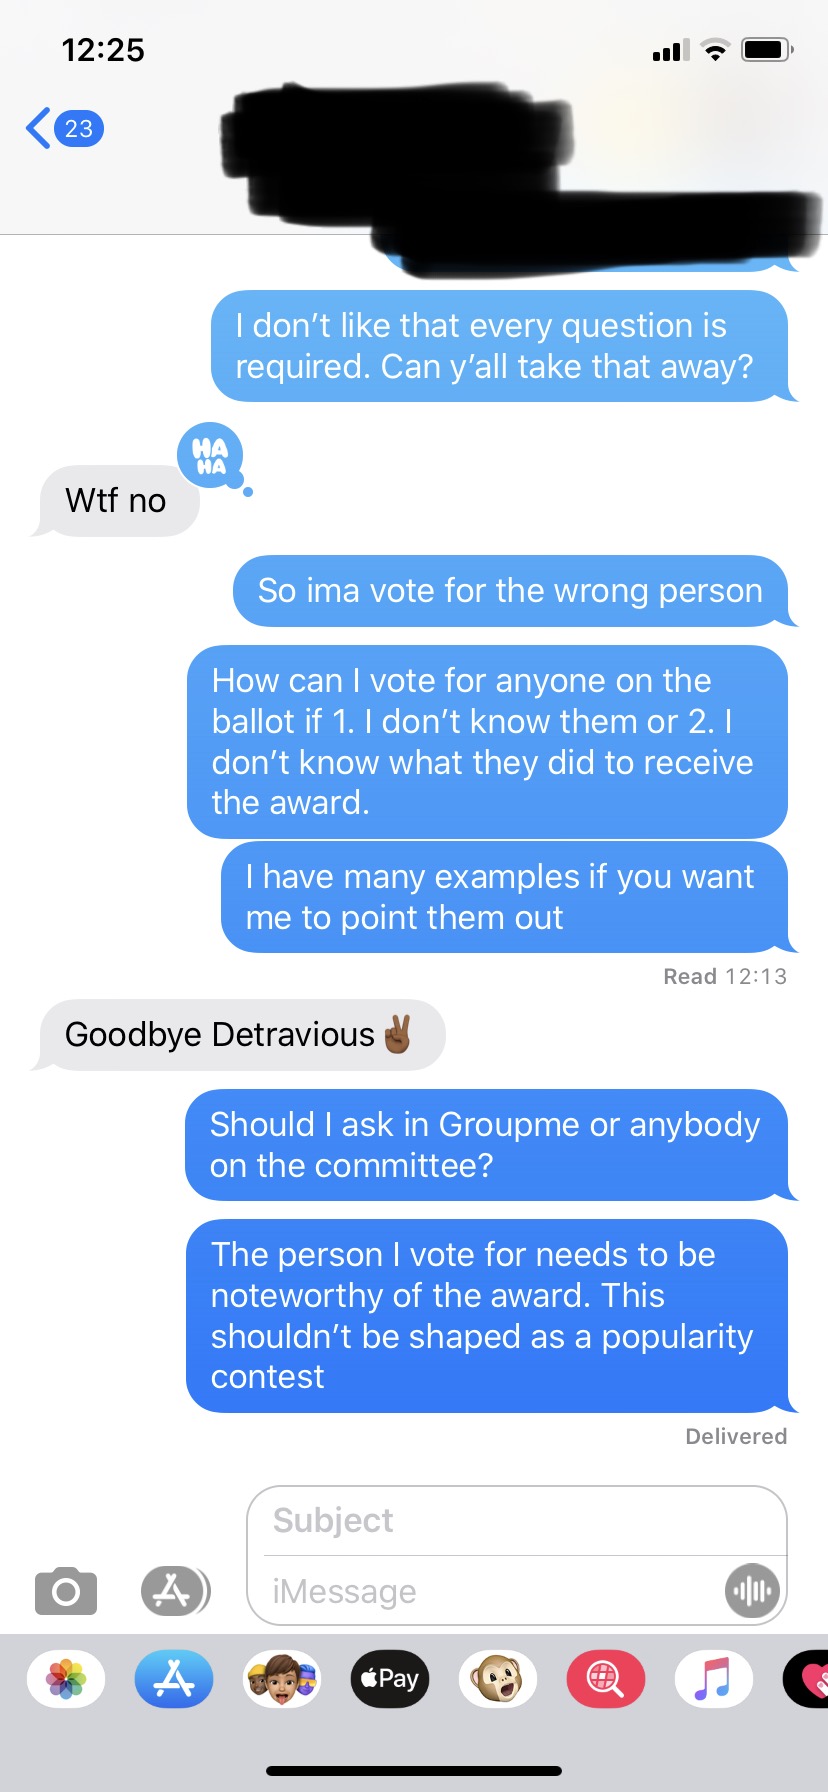 12:25
23
I don't like that every question is
required. Can y'all take that away?
HA
HA
Wtf no
So ima vote for the wrong person
How can I vote for anyone on the
ballot if 1. I don't know them or 2. I
don't know what they did to receive
the award.
I have many examples if you want
me to point them out
Read 12:13
Goodbye Detravious✌🏾
Should I ask in Groupme or anybody
on the committee?
The person I vote for needs to be
noteworthy of the award. This
shouldn't be shaped as a popularity
contest
Delivered
Subject
iMessage
Pay